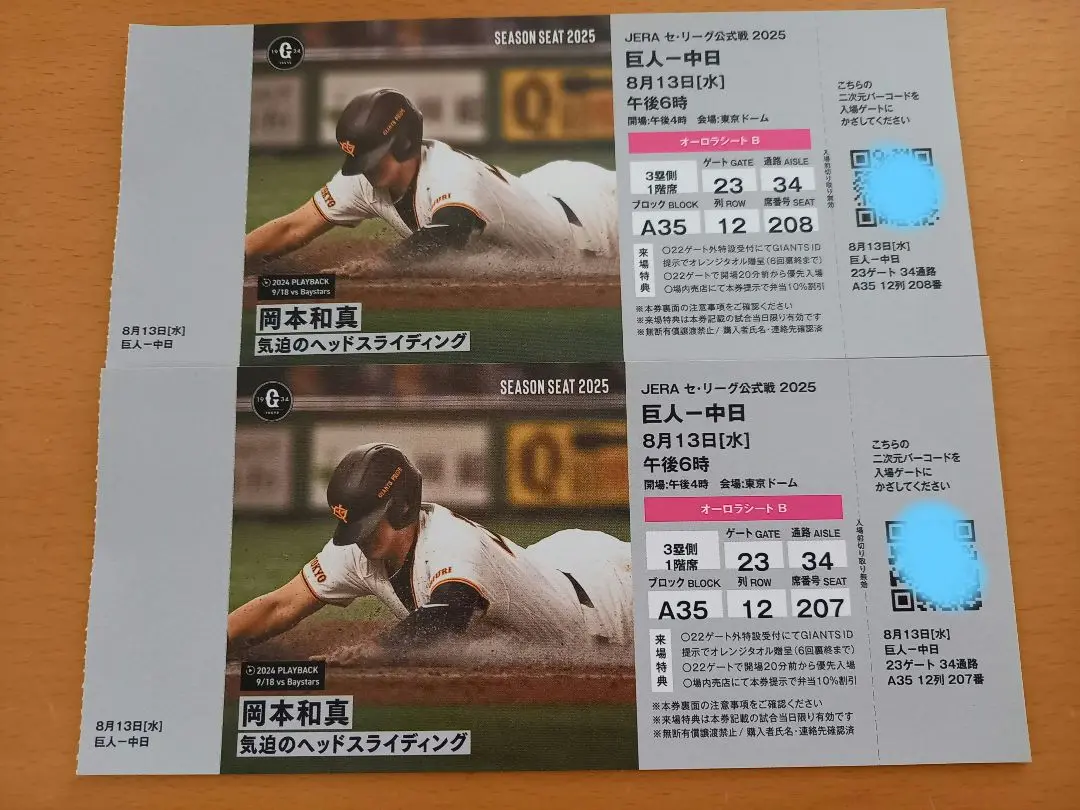 19 G 34
TOKYO
SEASON SEAT 2025
GIANTS PRIDE
TOKYO
Q
2024 PLAYBACK
9/18 vs Baystars
岡本和真
気迫のヘッドスライディング
8月13日[水]
巨人ー中日
JERA セ・リーグ公式戦 2025
巨人ー中日
8月13日[水]
午後6時
開場:午後4時 会場:東京ドーム
オーロラシート B
3塁側
1階席
ゲート GATE
23
通路 AISLE
34
ブロック BLOCK
A35
列 ROW
12
席番号 SEAT
208
来場特典
○22ゲート外特設受付にてGIANTS ID
提示でオレンジタオル贈呈(6回裏終まで)
○22ゲートで開場20分前から優先入場
○場内売店にて本券提示で弁当10%割引
※本券裏面の注意事項をご確認ください
※来場特典は本券記載の試合当日限り有効です
※無断有償譲渡禁止/ 購入者氏名・連絡先確認済
入場前切り取り無効
こちらの
二次元バーコードを
入場ゲートに
かざしてください
8月13日[水]
巨人ー中日
23ゲート 34通路
A35 12列 208番
19 G 34
TOKYO
SEASON SEAT 2025
GIANTS PRIDE
TOKYO
Q
2024 PLAYBACK
9/18 vs Baystars
岡本和真
気迫のヘッドスライディング
8月13日[水]
巨人ー中日
JERA セ・リーグ公式戦 2025
巨人ー中日
8月13日[水]
午後6時
開場:午後4時 会場:東京ドーム
オーロラシート B
3塁側
1階席
ゲート GATE
23
通路 AISLE
34
ブロック BLOCK
A35
列 ROW
12
席番号 SEAT
207
来場特典
○22ゲート外特設受付にてGIANTS ID
提示でオレンジタオル贈呈(6回裏終まで)
○22ゲートで開場20分前から優先入場
○場内売店にて本券提示で弁当10%割引
※本券裏面の注意事項をご確認ください
※来場特典は本券記載の試合当日限り有効です
※無断有償譲渡禁止/ 購入者氏名・連絡先確認済
入場前切り取り無効
こちらの
二次元バーコードを
入場ゲートに
かざしてください
8月13日[水]
巨人ー中日
23ゲート 34通路
A35 12列 207番